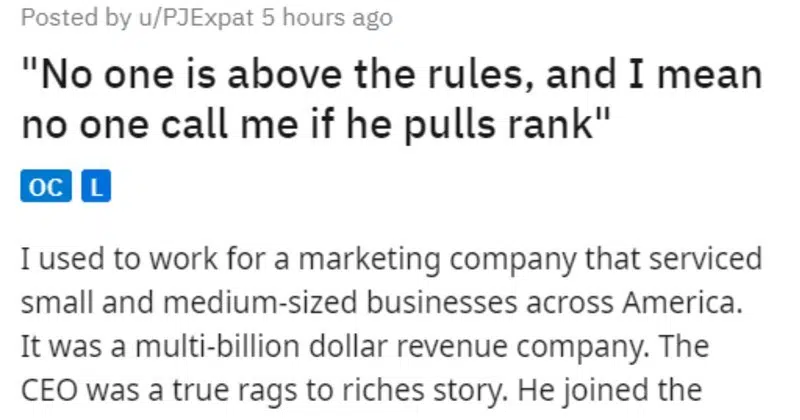 Posted by u/PJExpat 5 hours ago
"No one is above the rules, and I mean
no one call me if he pulls rank"
OC L
I used to work for a marketing company that serviced
small and medium-sized businesses across America.
It was a multi-billion dollar revenue company. The
CEO was a true rags to riches story. He joined the